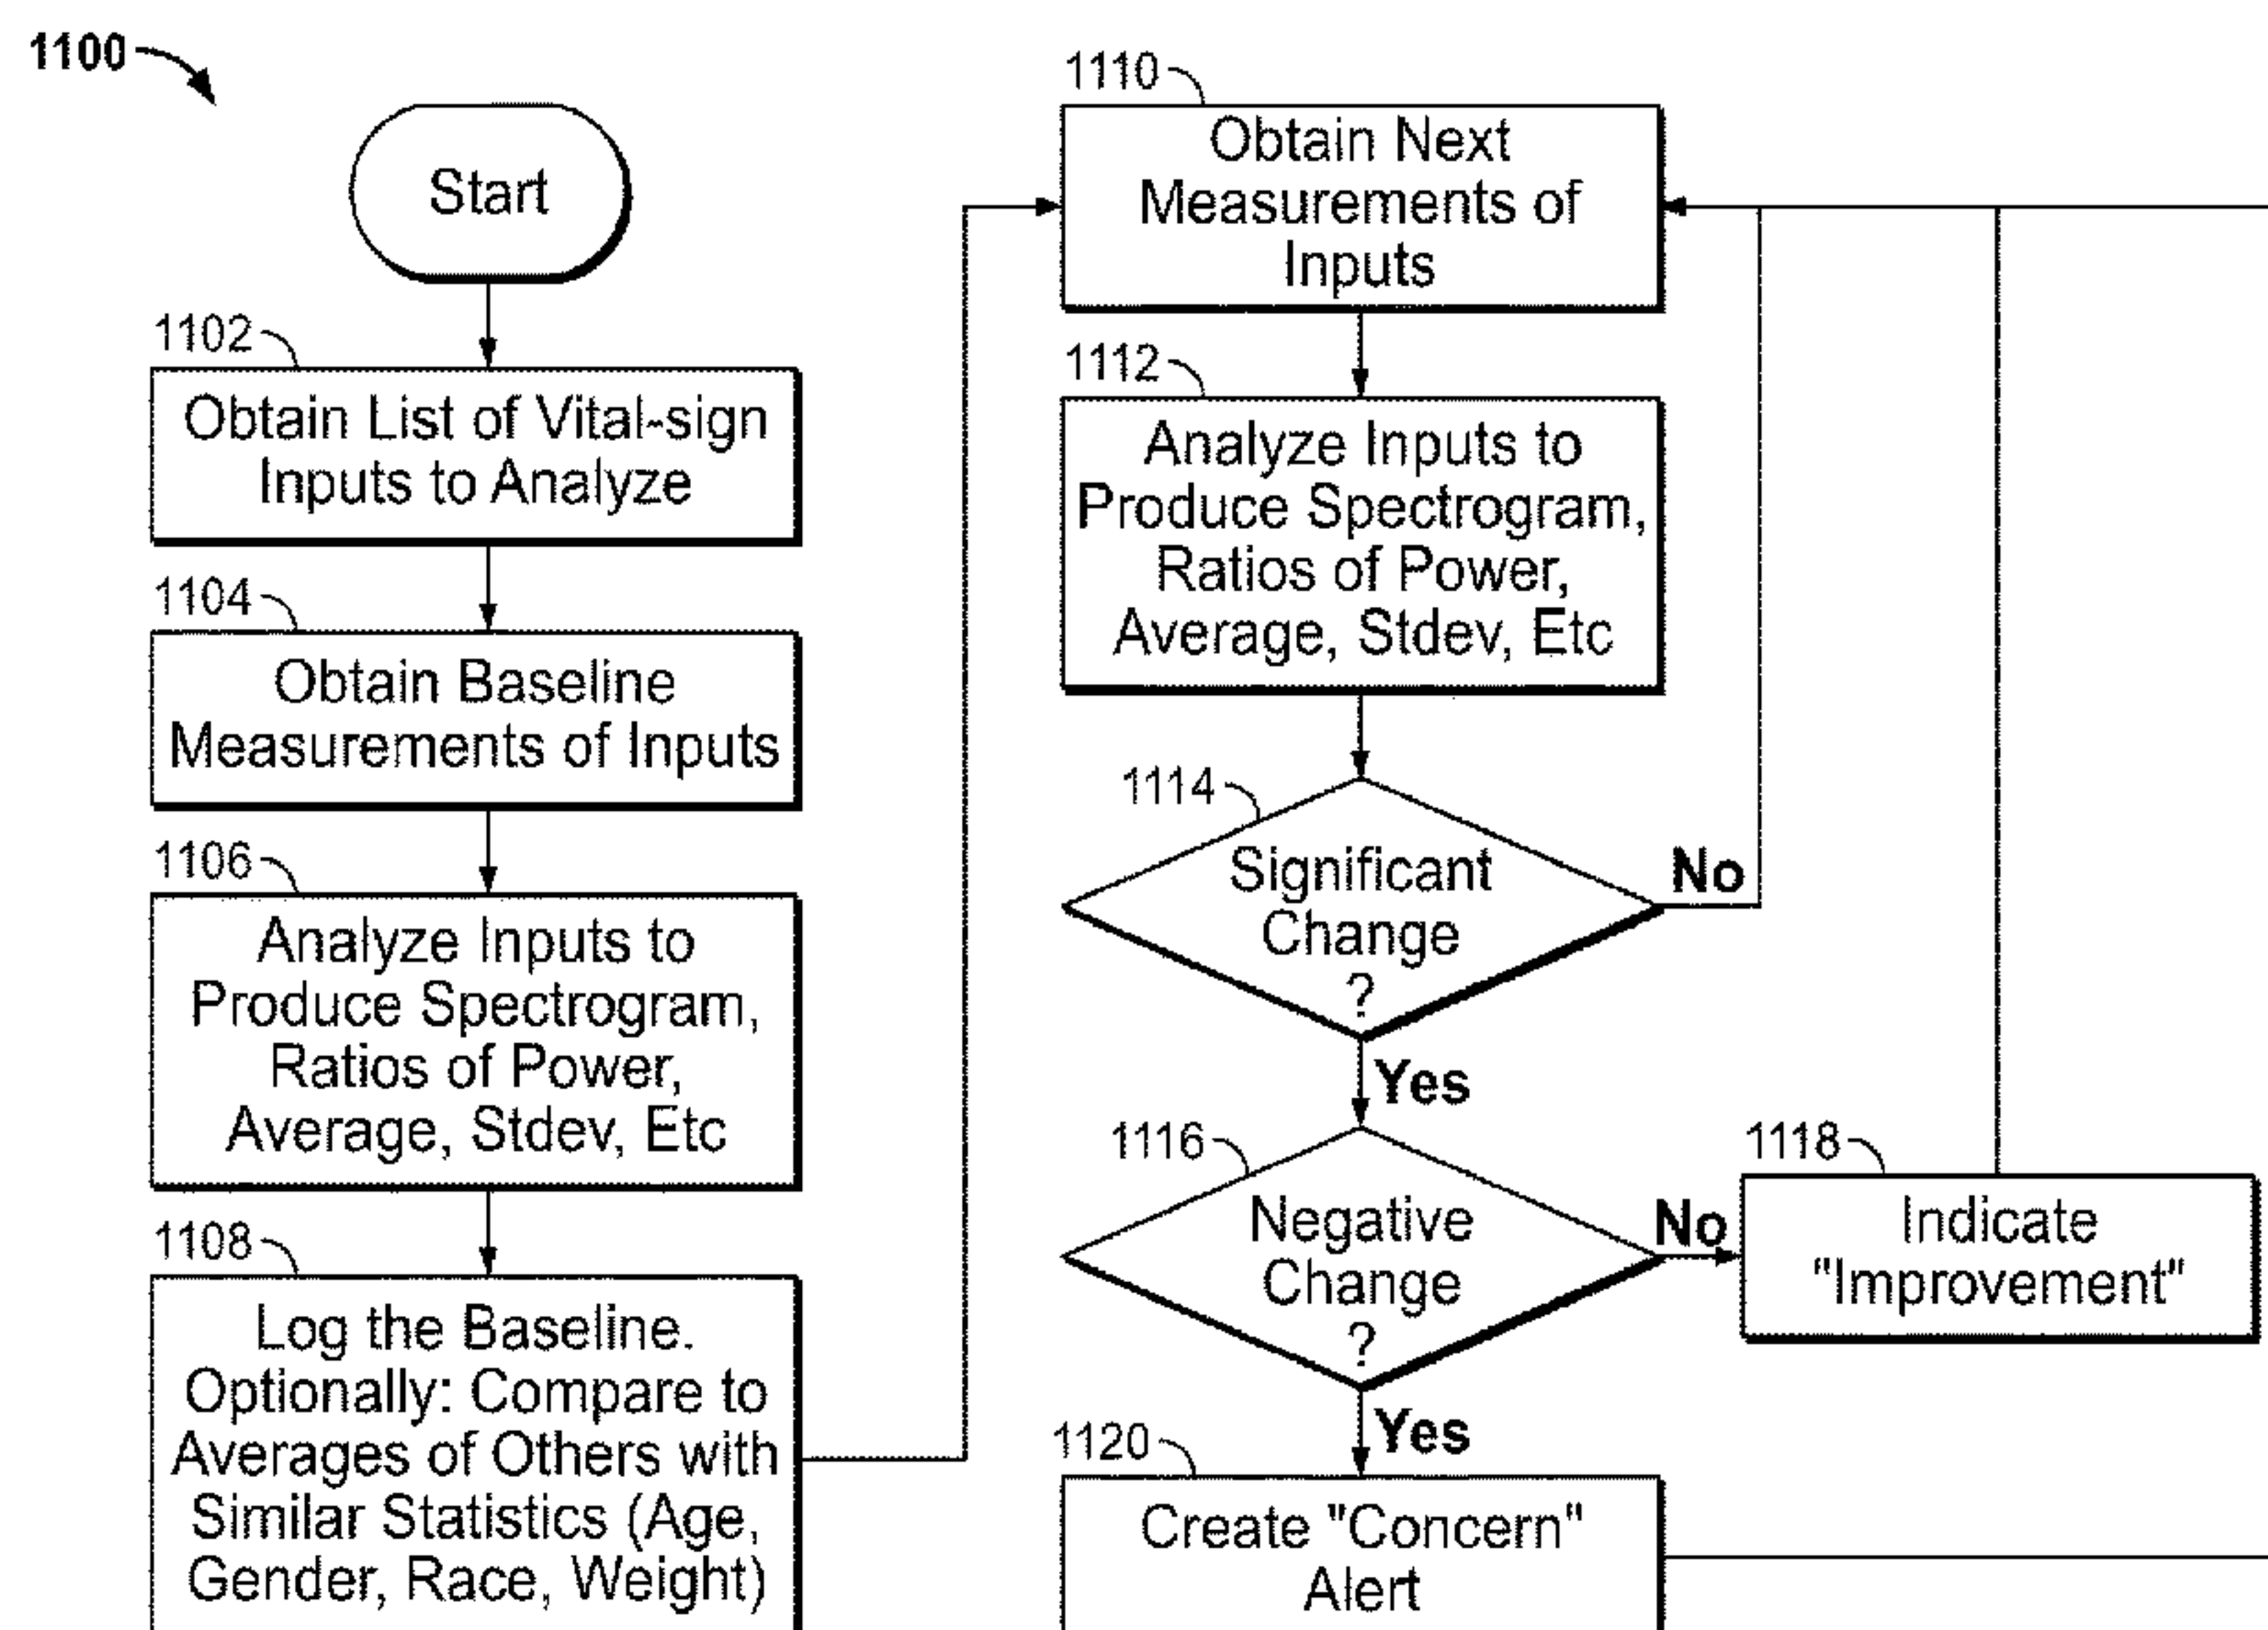 1100
Start
1102
Obtain List of Vital-sign
Inputs to Analyze
1104
Obtain Baseline
Measurements of Inputs
1106
Analyze Inputs to
Produce Spectrogram,
Ratios of Power,
Average, Stdev, Etc
1108
Log the Baseline.
Optionally: Compare to
Averages of Others with
Similar Statistics (Age,
Gender, Race, Weight)
1110
Obtain Next
Measurements of
Inputs
1112
Analyze Inputs to
Produce Spectrogram,
Ratios of Power,
Average, Stdev, Etc
1114
Significant
Change
?
No
Yes
1116
Negative
Change
?
No
1118
Indicate
"Improvement"
Yes
1120
Create "Concern"
Alert